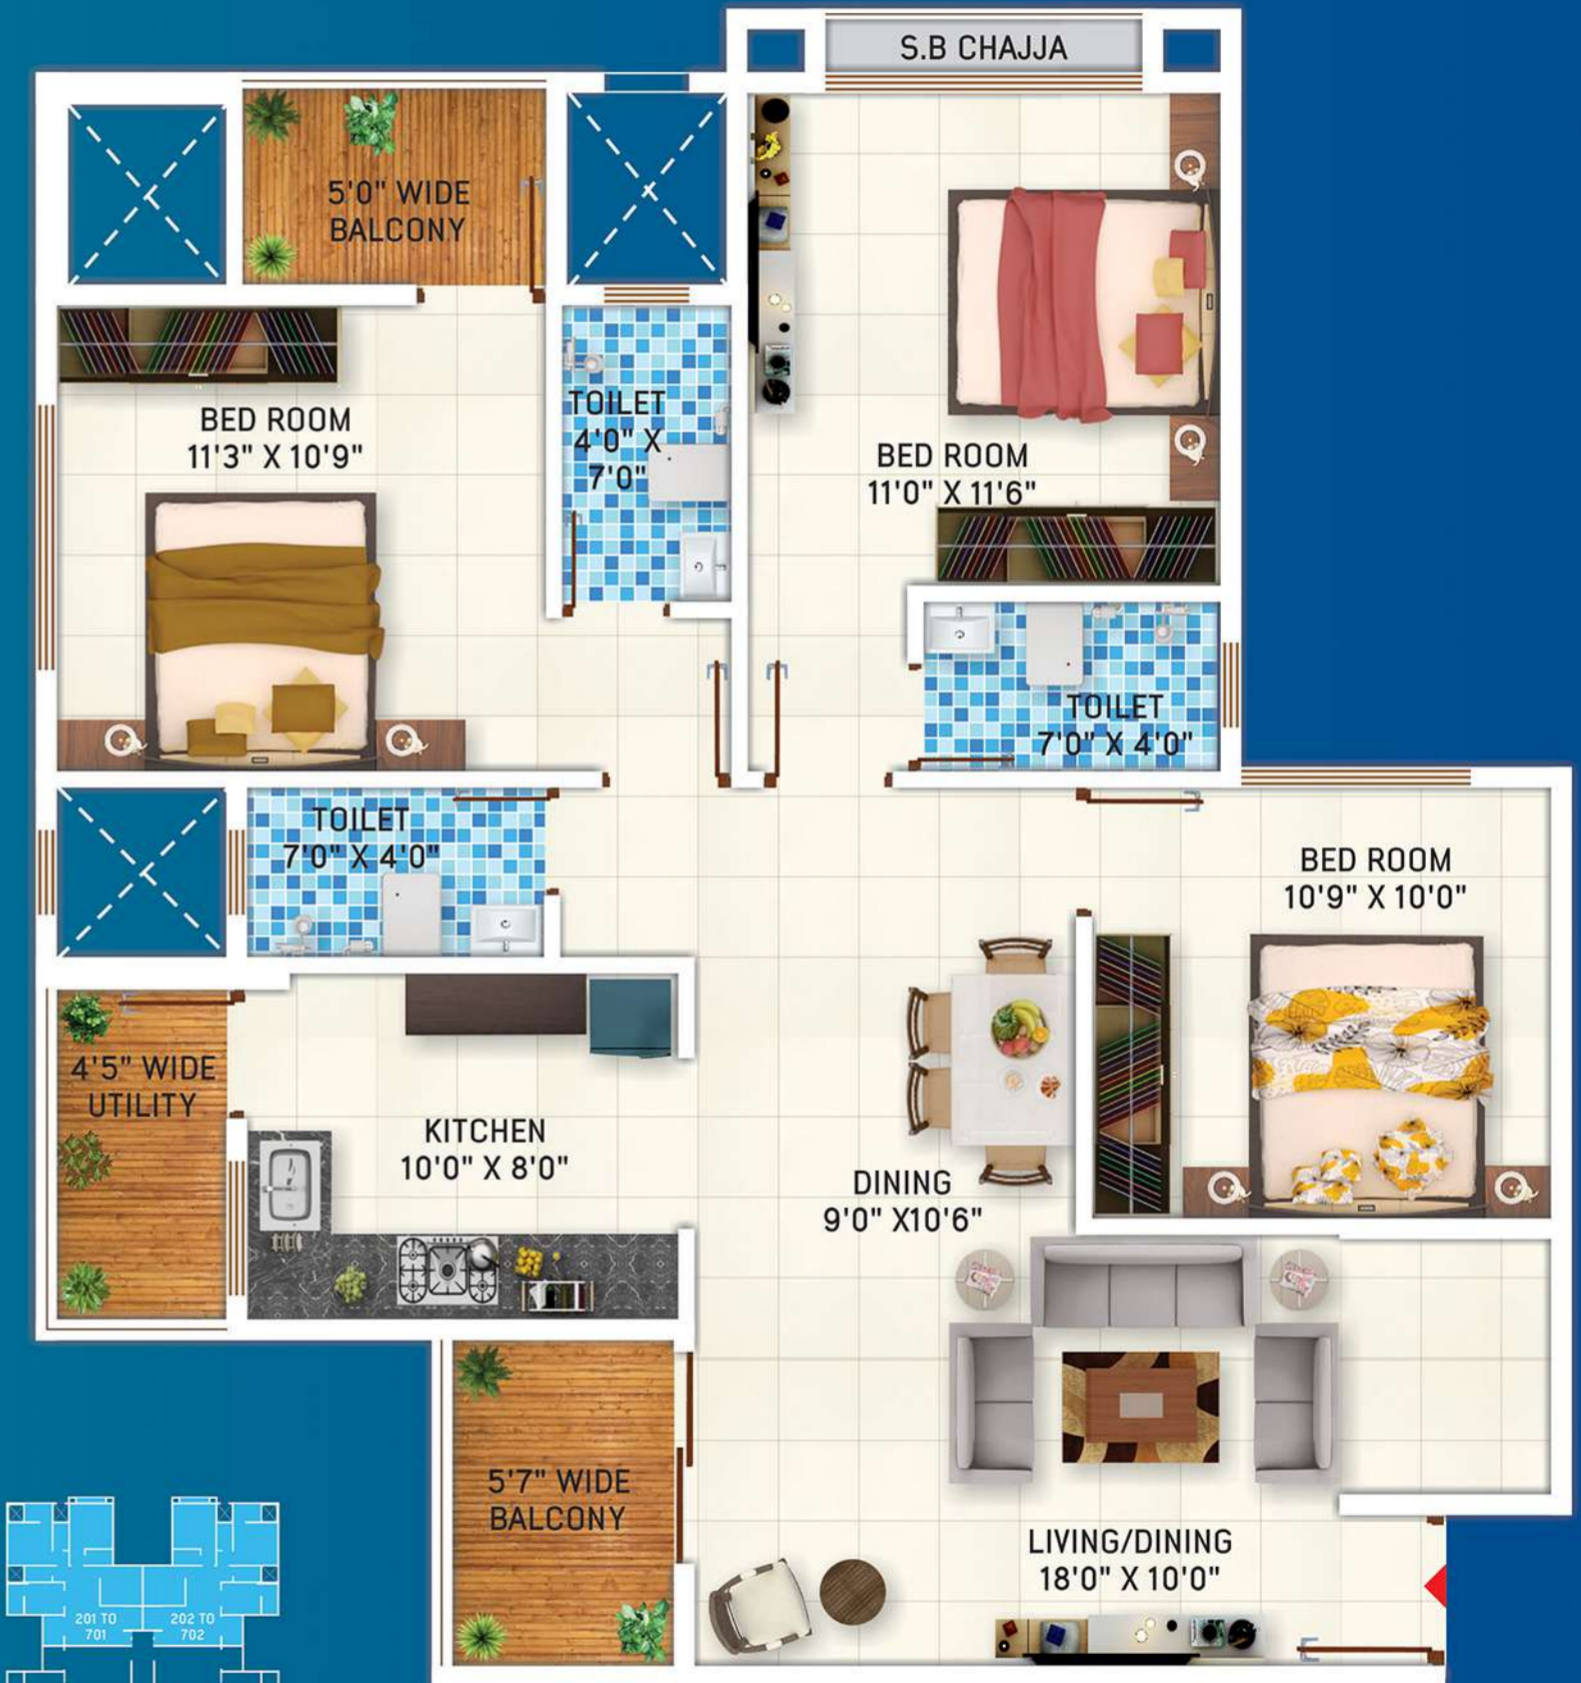 S.B CHAJJA
5'0" WIDE
BALCONY
BED ROOM
11'3" X 10'9"
TOILET
4'0" X
7'0"
BED ROOM
11'0" X 11'6"
TOILET
7'0" X 4'0"
TOILET
7'0" X 4'0"
BED ROOM
10'9" X 10'0"
4'5" WIDE
UTILITY
KITCHEN
10'0" X 8'0"
DINING
9'0" X10'6"
5'7" WIDE
BALCONY
LIVING/DINING
18'0" X 10'0"
201 TO
701
202 TO
702